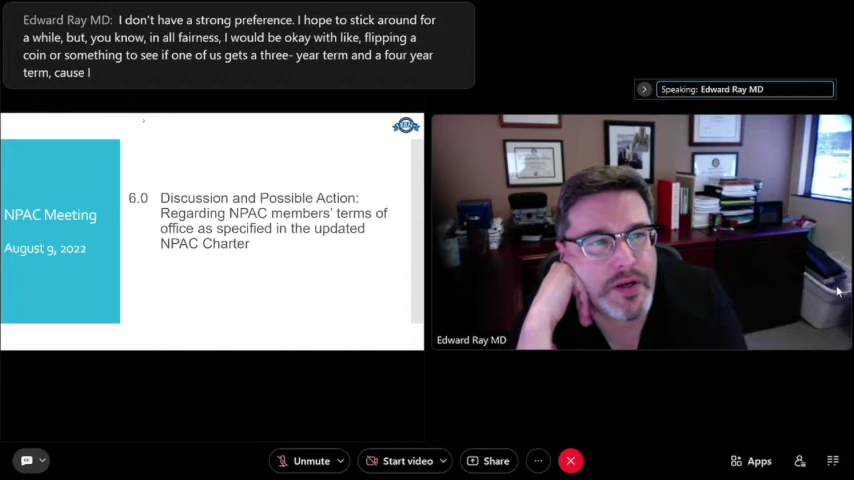 Edward Ray MD: I don't have a strong preference. I hope to stick around for
a while, but, you know, in all fairness, I would be okay with like, flipping a
coin or something to see if one of us gets a three- year term and a four year
term, cause I
Speaking: Edward Ray MD
NPAC Meeting
August 9, 2022
6.0 Discussion and Possible Action:
Regarding NPAC members' terms of
office as specified in the updated
NPAC Charter
Edward Ray MD
Unmute
Start video
Share
Apps